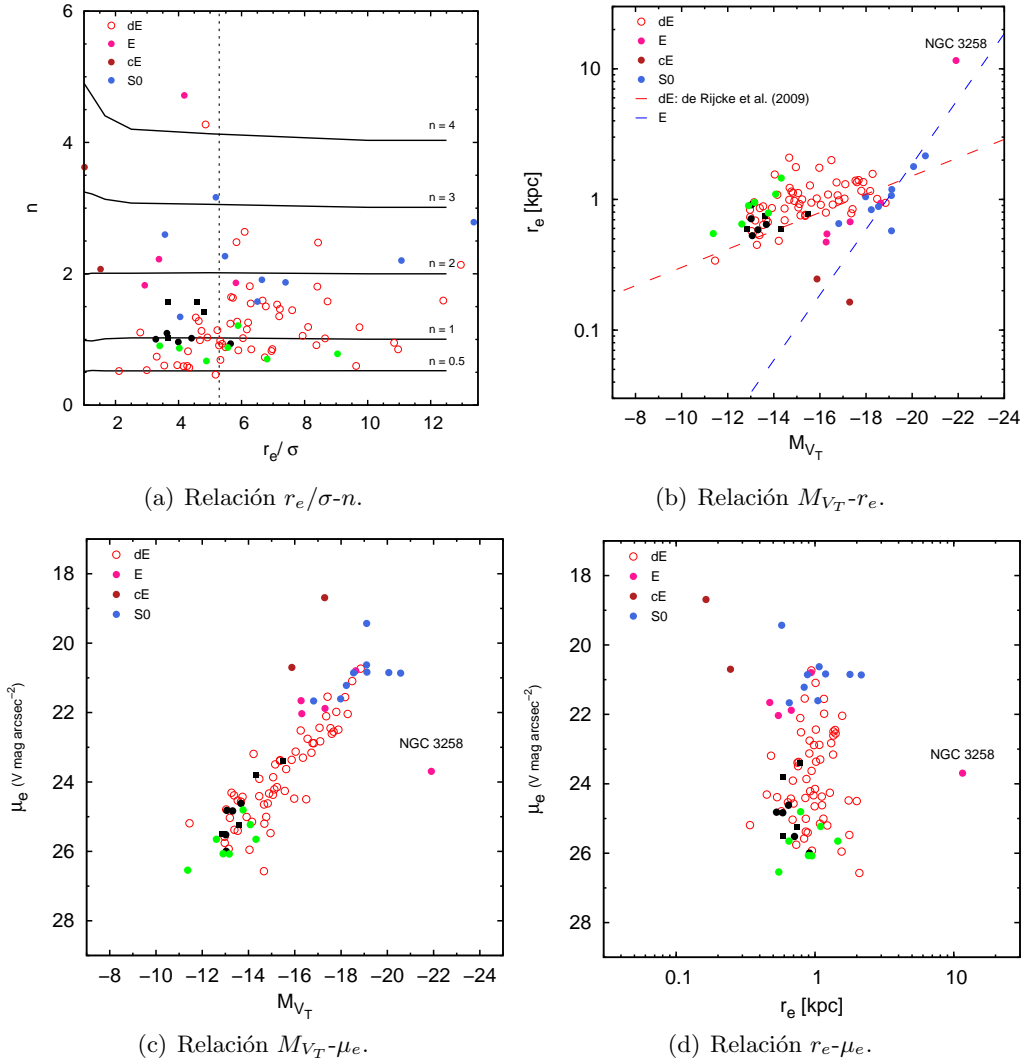 6
4
2
0
n
dE
E
cE
S0
n = 4
n = 3
n = 2
n = 1
n = 0.5
2 4 6 8 10 12
r_e/ σ
(a) Relación r_e/σ-n.
10
1
0.1
r_e [kpc]
dE
E
cE
S0
dE: de Rijcke et al. (2009)
E
NGC 3258
−8 −10 −12 −14 −16 −18 −20 −22 −24
M_{V_T}
(b) Relación M_{V_T}-r_e.
18
20
22
24
26
28
μ_e (V mag arcsec^{−2})
dE
E
cE
S0
NGC 3258
−8 −10 −12 −14 −16 −18 −20 −22 −24
M_{V_T}
(c) Relación M_{V_T}-μ_e.
18
20
22
24
26
28
μ_e (V mag arcsec^{−2})
dE
E
cE
S0
NGC 3258
0.1 1 10
r_e [kpc]
(d) Relación r_e-μ_e.